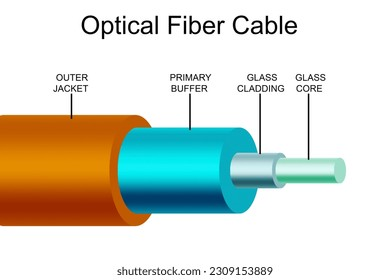 Optical Fiber Cable
OUTER
JACKET
PRIMARY
BUFFER
GLASS
CLADDING
GLASS
CORE
shutterstock.com · 2309153889